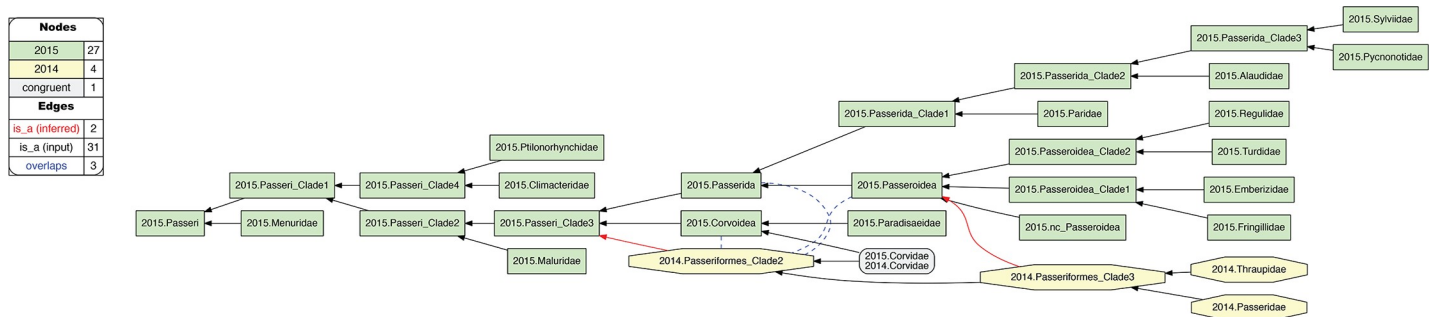 Nodes
2015 27
2014 4
congruent 1
Edges
is_a (inferred) 2
is_a (input) 31
overlaps 3
2015.Sylviidae
2015.Passerida_Clade3
2015.Pycnonotidae
2015.Passerida_Clade2
2015.Alaudidae
2015.Passerida_Clade1
2015.Paridae
2015.Regulidae
2015.Ptilonorhynchidae
2015.Passeroidea_Clade2
2015.Turdidae
2015.Passeri_Clade1
2015.Passeri_Clade4
2015.Climacteridae
2015.Passerida
2015.Passeroidea
2015.Passeroidea_Clade1
2015.Emberizidae
2015.Passeri
2015.Menuridae
2015.Passeri_Clade2
2015.Passeri_Clade3
2015.Corvoidea
2015.Paradisaeidae
2015.nc_Passeroidea
2015.Fringillidae
2015.Maluridae
2014.Passeriformes_Clade2
2015.Corvidae
2014.Corvidae
2014.Passeriformes_Clade3
2014.Thraupidae
2014.Passeridae